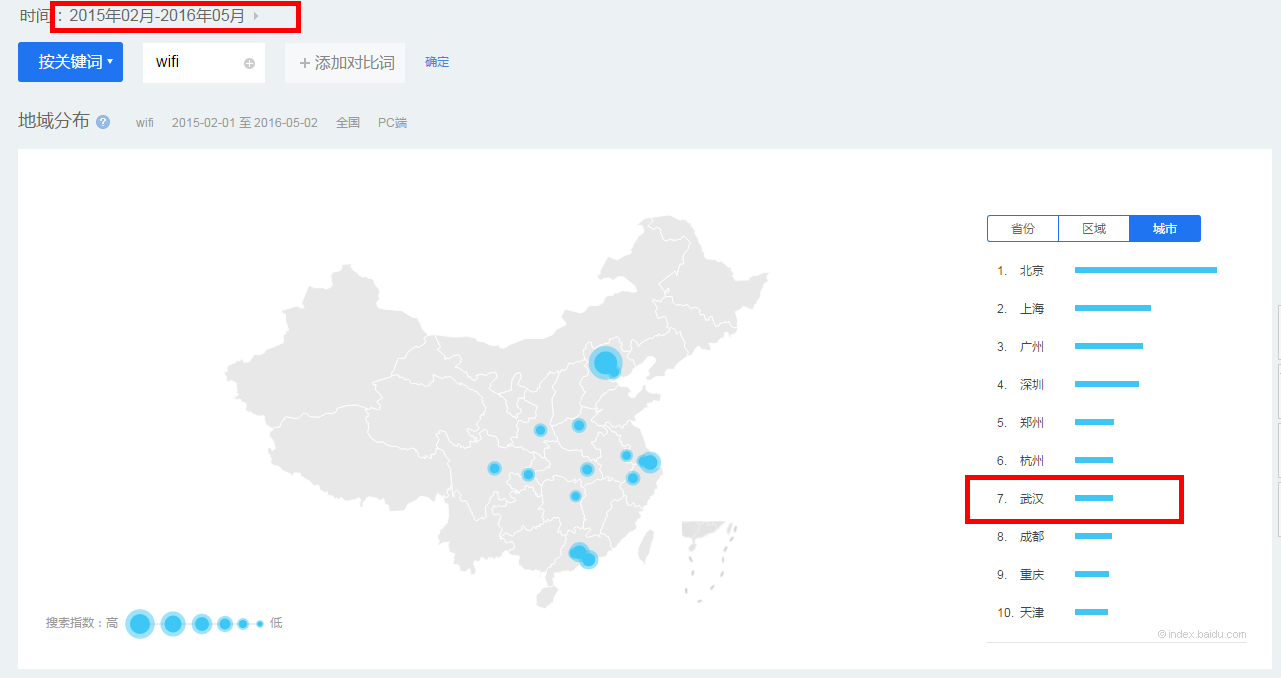 时间：2015年02月-2016年05月
按关键词 wifi + 添加对比词 确定
地域分布 ? wifi 2015-02-01 至 2016-05-02 全国 PC端
省份 区域 城市
1. 北京
2. 上海
3. 广州
4. 深圳
5. 郑州
6. 杭州
7. 武汉
8. 成都
9. 重庆
10. 天津
搜索指数：高 低
©index.baidu.com